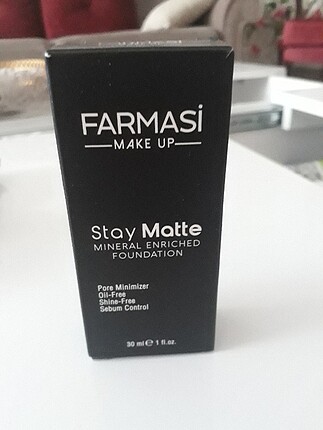 FARMASİ
MAKE UP
Stay Matte
MINERAL ENRICHED
FOUNDATION
Pore Minimizer
Oil-Free
Shine-Free
Sebum Control
30 ml ℮ 1 fl.oz.